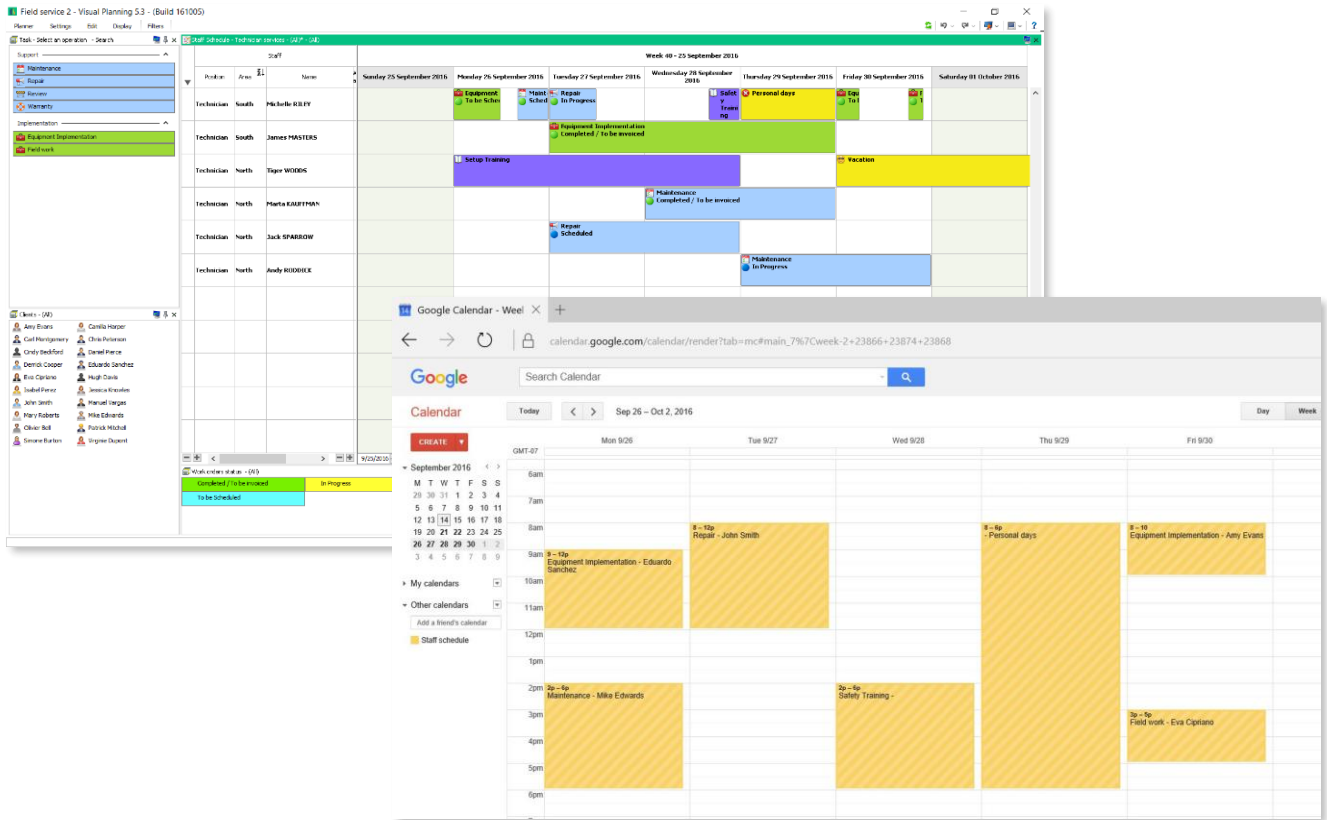 Field service 2 - Visual Planning 5.3 - (Build 161005)
Planner Settings Edit Display Filters
Task - Select an operation - Search
Support
Maintenance
Repair
Review
Warranty
Implementation
Equipment Implementation
Field work
Staff Schedule - Technician services - (All)* - (All)
Staff
Week 40 - 25 September 2016
Position Area Name
Sunday 25 September 2016 Monday 26 September 2016 Tuesday 27 September 2016 Wednesday 28 September 2016 Thursday 29 September 2016 Friday 30 September 2016 Saturday 01 October 2016
Technician South Michelle RILEY
Equipment
To be Sched
Maint
Sched
Repair
In Progress
Safet
y
Traini
ng
Personal days
Equ
To b
F
T
Technician South James MASTERS
Equipment Implementation
Completed / To be invoiced
Technician North Tiger WODDS
Setup Training
Vacation
Technician North Marta KAUFFMAN
Maintenance
Completed / To be invoiced
Technician North Jack SPARROW
Repair
Scheduled
Technician North Andy RODDICK
Maintenance
In Progress
Clients - (All)
Amy Evans Camilla Harper
Carl Montgomery Chris Peterson
Cindy Beckford Daniel Pierce
Derrick Cooper Eduardo Sanchez
Eva Cipriano Hugh Davis
Isabel Perez Jessica Knowles
John Smith Manuel Vargas
Mary Roberts Mike Edwards
Olivier Bell Patrick Mitchell
Simone Burton Virginie Dupont
9/25/2016
Work orders status - (All)
Completed / To be invoiced In Progress
To be Scheduled
Google Calendar - Weel
calendar.google.com/calendar/render?tab=mc#main_7%7Cweek-2+23866+23874+23868
Google
Search Calendar
Calendar
Today
Sep 26 – Oct 2, 2016
Day Week
CREATE
Mon 9/26 Tue 9/27 Wed 9/28 Thu 9/29 Fri 9/30
GMT-07
September 2016
M T W T F S S
29 30 31 1 2 3 4
5 6 7 8 9 10 11
12 13 14 15 16 17 18
19 20 21 22 23 24 25
26 27 28 29 30 1 2
3 4 5 6 7 8 9
My calendars
Other calendars
Add a friend's calendar
Staff schedule
6am
7am
8am
9am
10am
11am
12pm
1pm
2pm
3pm
4pm
5pm
6pm
9 – 12p
Equipment Implementation - Eduardo
Sanchez
2p – 6p
Maintenance - Mike Edwards
8 – 12p
Repair - John Smith
2p – 6p
Safety Training -
8 – 6p
- Personal days
8 – 10
Equipment Implementation - Amy Evans
3p – 5p
Field work - Eva Cipriano